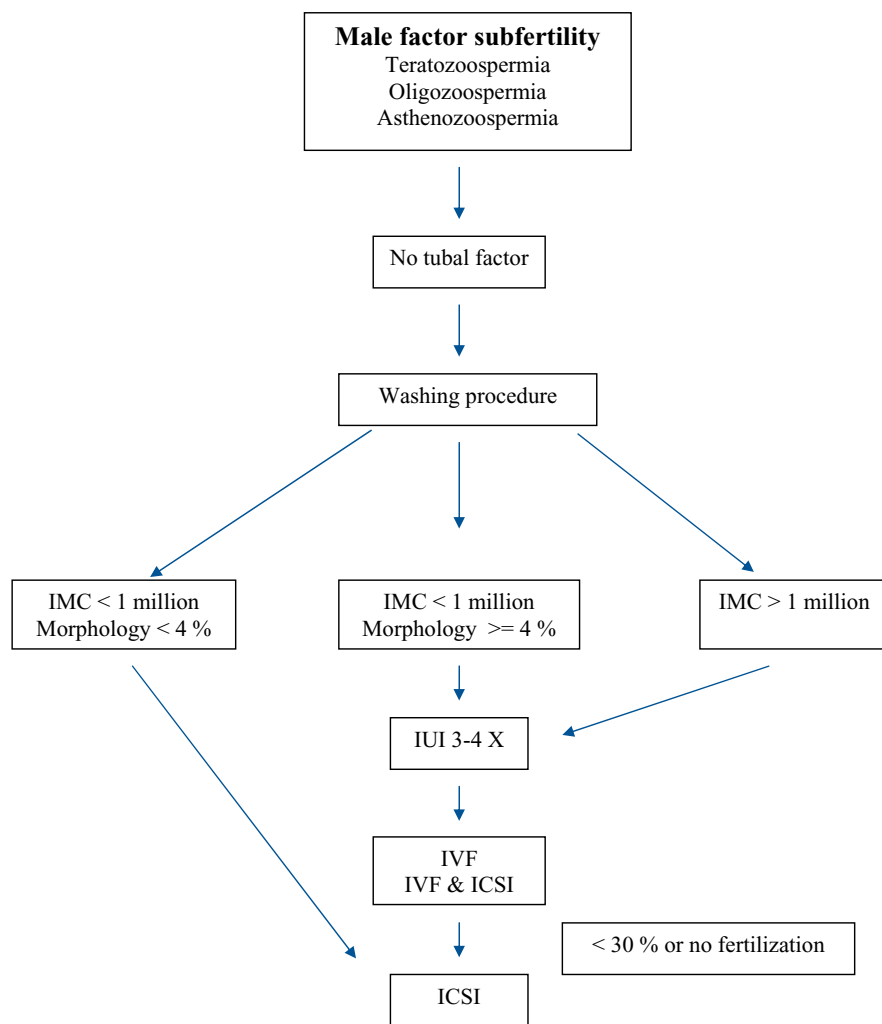 Male factor subfertility
Teratozoospermia
Oligozoospermia
Asthenozoospermia
No tubal factor
Washing procedure
IMC < 1 million
Morphology < 4 %
IMC < 1 million
Morphology >= 4 %
IMC > 1 million
IUI 3-4 X
IVF
IVF & ICSI
< 30 % or no fertilization
ICSI